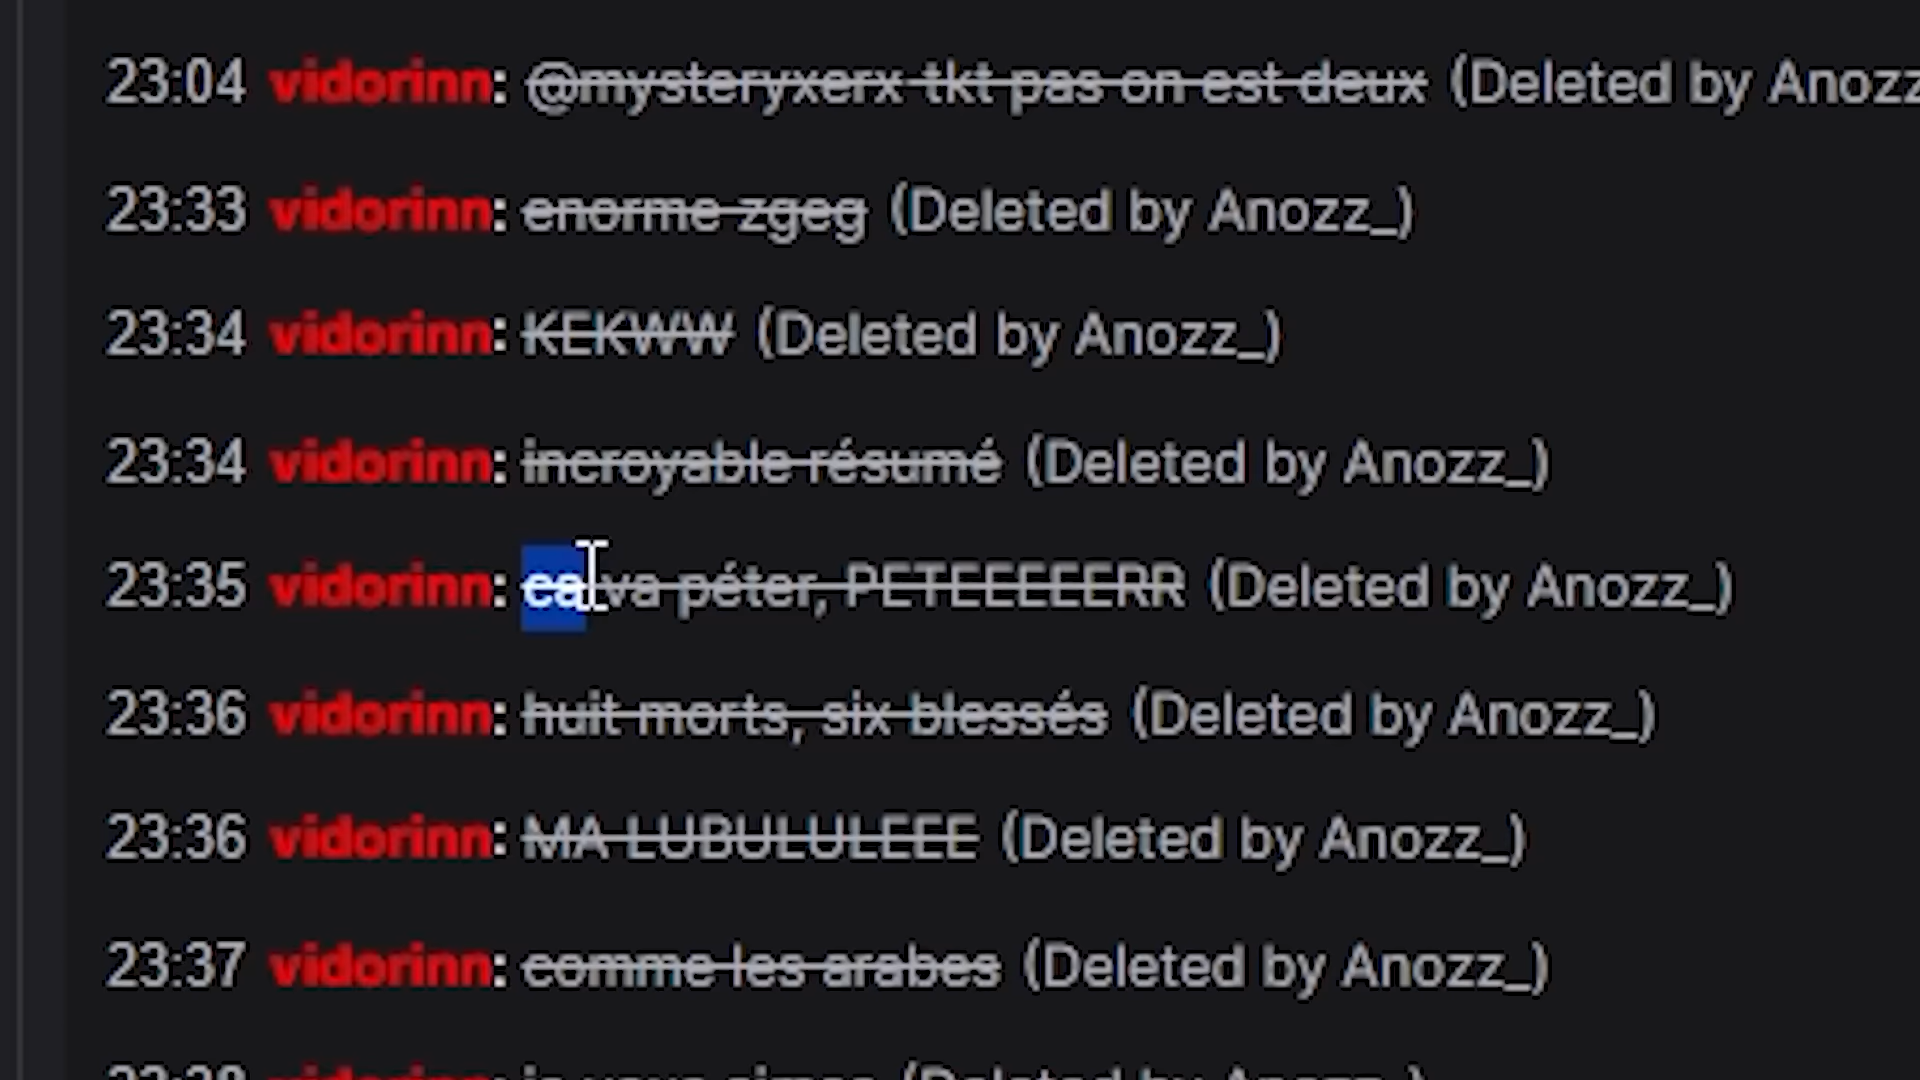 23:04 vidorinn: @mysteryxerx tkt pas on est deux (Deleted by Anozz
23:33 vidorinn: enorme zgeg (Deleted by Anozz_)
23:34 vidorinn: KEKWW (Deleted by Anozz_)
23:34 vidorinn: incroyable résumé (Deleted by Anozz_)
23:35 vidorinn: ca va péter, PETEEEEERR (Deleted by Anozz_)
23:36 vidorinn: huit morts, six blessés (Deleted by Anozz_)
23:36 vidorinn: MA LUBULULEEE (Deleted by Anozz_)
23:37 vidorinn: comme les arabes (Deleted by Anozz_)